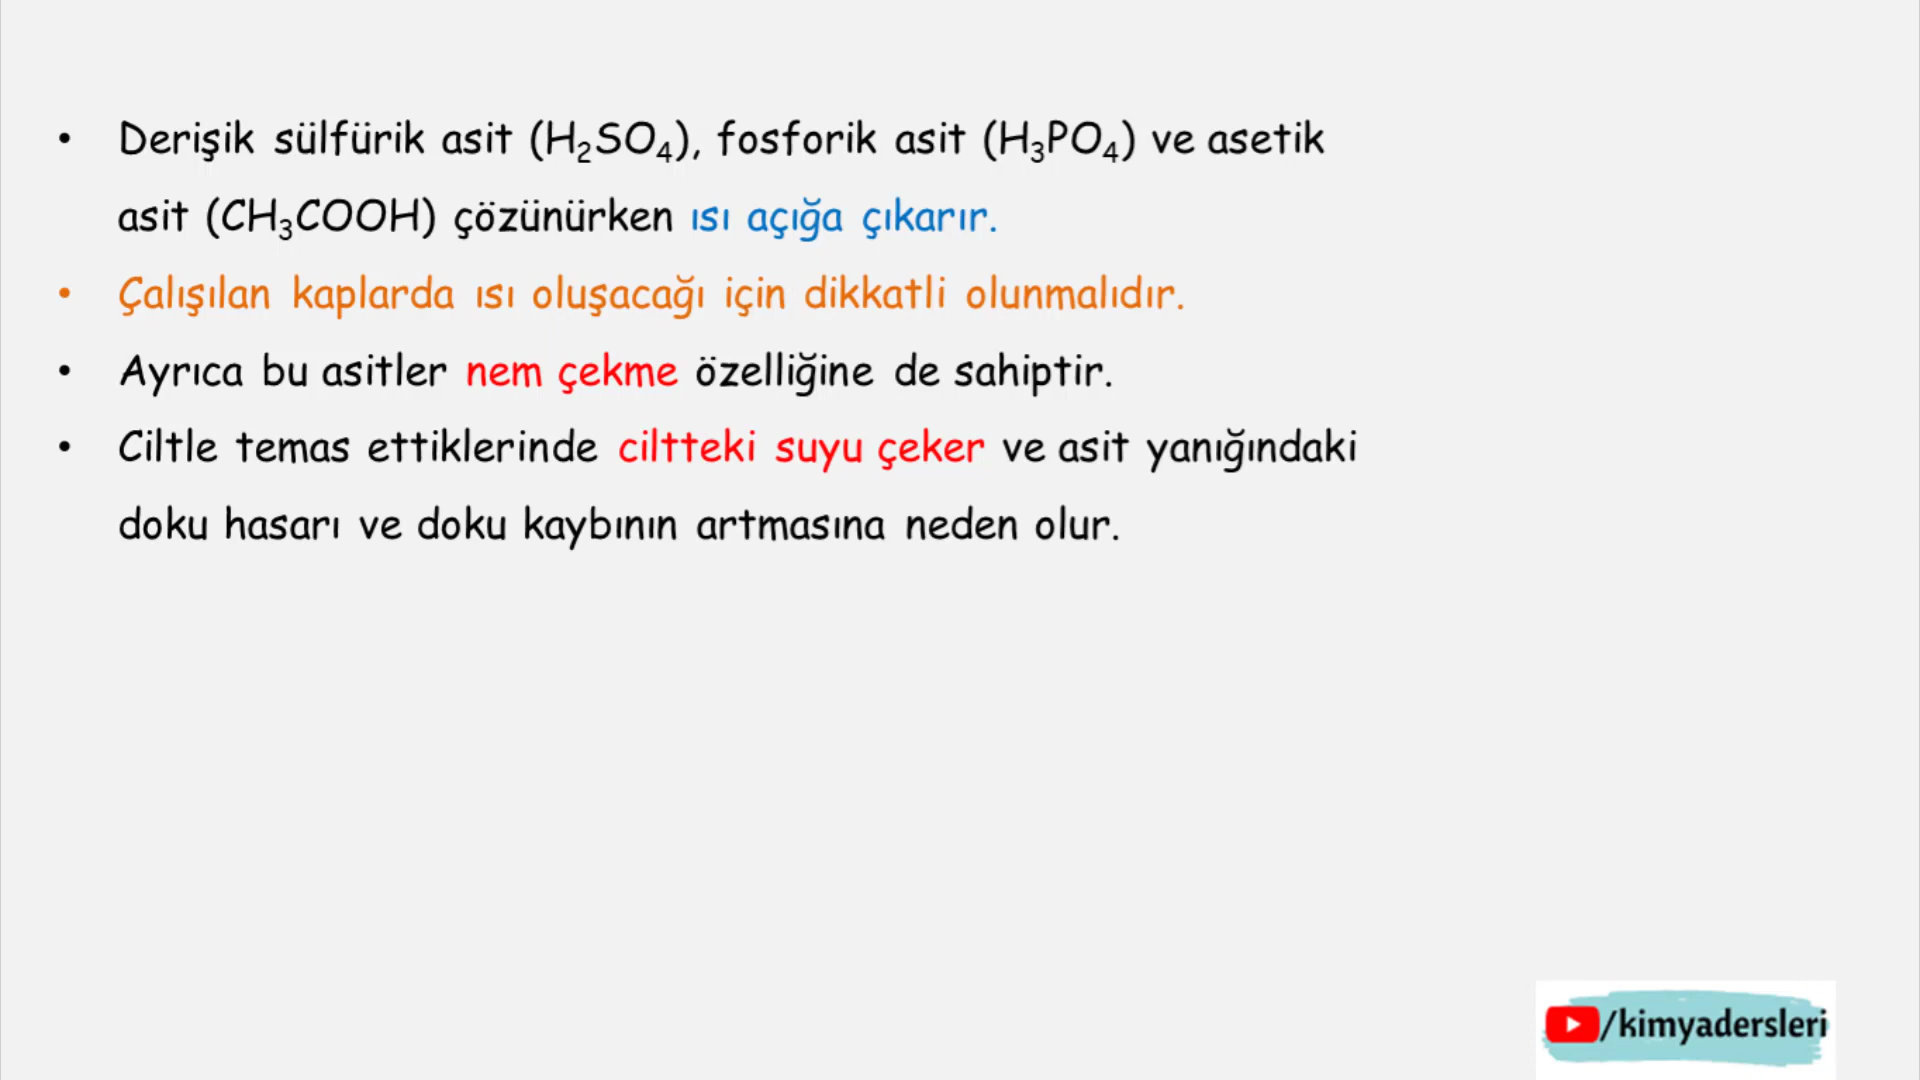 • Derişik sülfürik asit (H₂SO₄), fosforik asit (H₃PO₄) ve asetik
asit (CH₃COOH) çözünürken ısı açığa çıkarır.
• Çalışılan kaplarda ısı oluşacağı için dikkatli olunmalıdır.
• Ayrıca bu asitler nem çekme özelliğine de sahiptir.
• Ciltle temas ettiklerinde ciltteki suyu çeker ve asit yanığındaki
doku hasarı ve doku kaybının artmasına neden olur.
/kimyadersleri